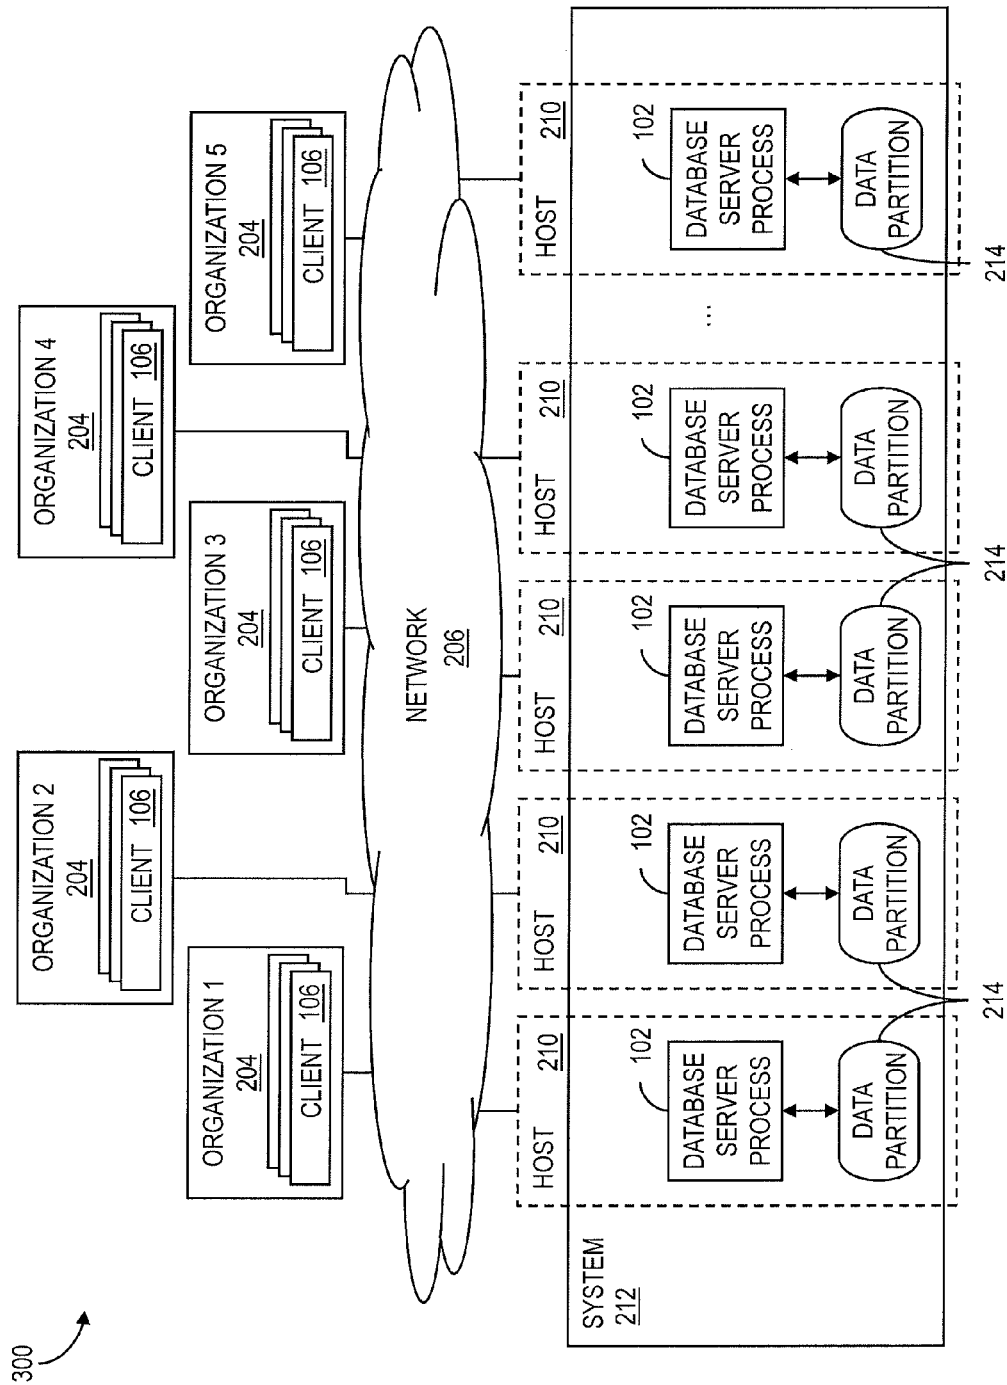 300
ORGANIZATION 2
204
CLIENT 106
ORGANIZATION 4
204
CLIENT 106
ORGANIZATION 1
204
CLIENT 106
ORGANIZATION 3
204
CLIENT 106
ORGANIZATION 5
204
CLIENT 106
NETWORK
206
HOST 210
HOST 210
HOST 210
HOST 210
HOST 210
SYSTEM
212
102
DATABASE
SERVER
PROCESS
102
DATABASE
SERVER
PROCESS
102
DATABASE
SERVER
PROCESS
102
DATABASE
SERVER
PROCESS
...
102
DATABASE
SERVER
PROCESS
DATA
PARTITION
DATA
PARTITION
DATA
PARTITION
DATA
PARTITION
DATA
PARTITION
214
214
214